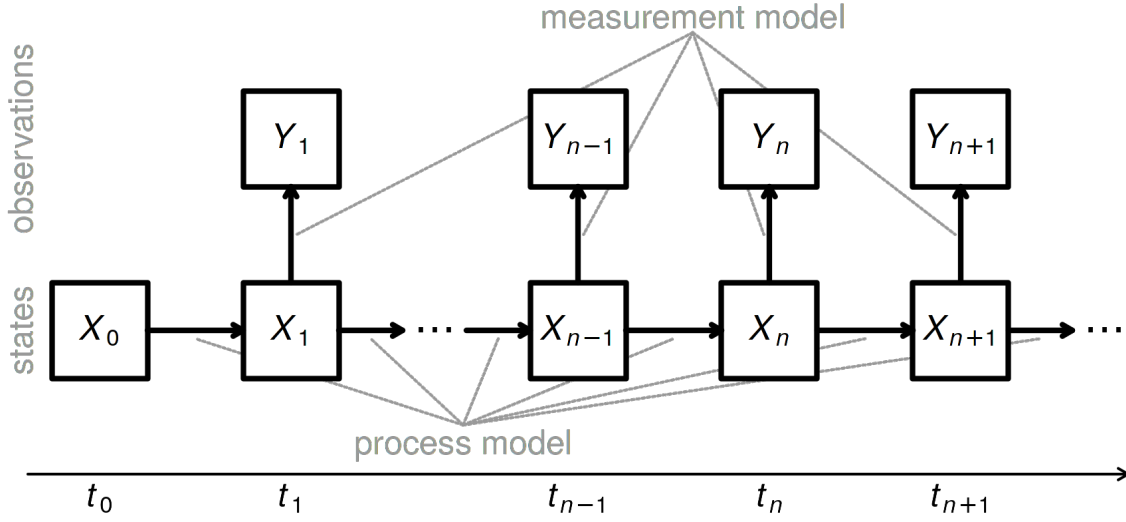 measurement model
observations
Y₁ Yₙ₋₁ Yₙ Yₙ₊₁
states
X₀ X₁ ... Xₙ₋₁ Xₙ Xₙ₊₁ ...
process model
t₀ t₁ tₙ₋₁ tₙ tₙ₊₁